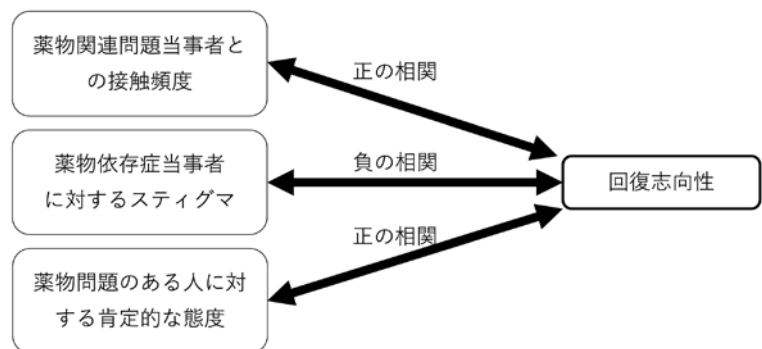 薬物関連問題当事者と
の接触頻度
正の相関
薬物依存症当事者
に対するスティグマ
負の相関
回復志向性
正の相関
薬物問題のある人に対
する肯定的な態度